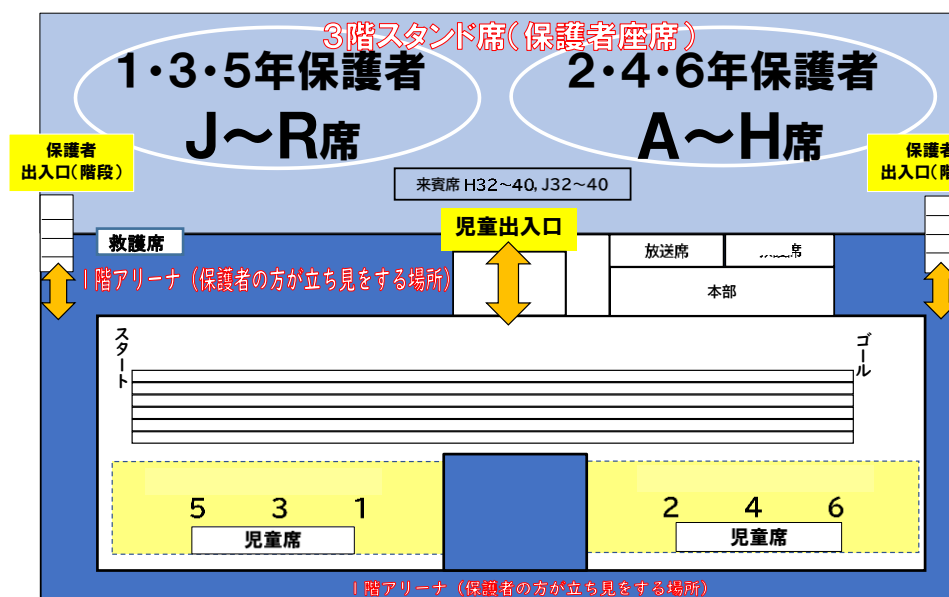 3階スタンド席(保護者座席)
1・3・5年保護者
J~R席
2・4・6年保護者
A~H席
保護者
出入口(階段)
保護者
出入口(階
来賓席 H32~40, J32~40
児童出入口
救護席
放送席
席
本部
1階アリーナ(保護者の方が立ち見をする場所)
スタート
ゴール
5 3 1
児童席
2 4 6
児童席
1階アリーナ(保護者の方が立ち見をする場所)